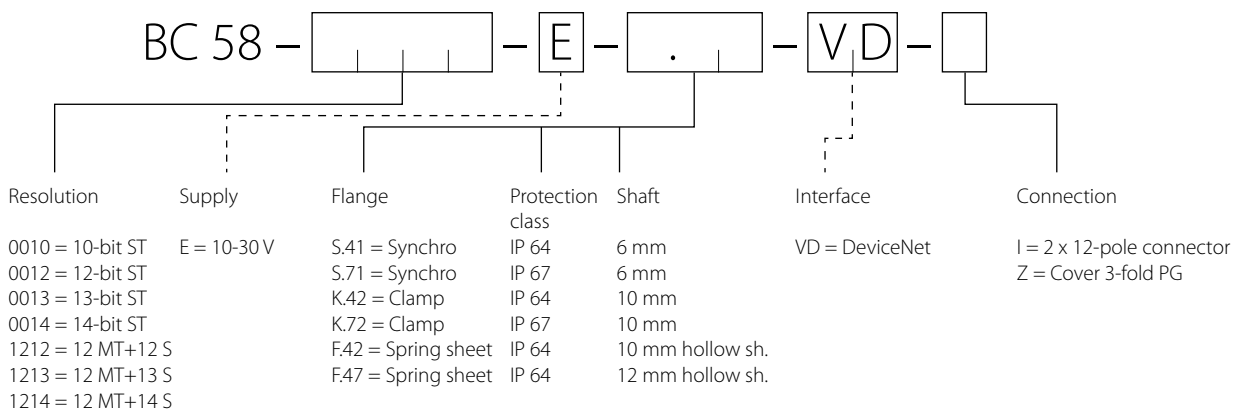 BC 58 – – E – . – VD –
Resolution Supply Flange Protection class Shaft Interface Connection
0010 = 10-bit ST E = 10-30 V S.41 = Synchro IP 64 6 mm VD = DeviceNet I = 2 x 12-pole connector
0012 = 12-bit ST S.71 = Synchro IP 67 6 mm Z = Cover 3-fold PG
0013 = 13-bit ST K.42 = Clamp IP 64 10 mm
0014 = 14-bit ST K.72 = Clamp IP 67 10 mm
1212 = 12 MT+12 S F.42 = Spring sheet IP 64 10 mm hollow sh.
1213 = 12 MT+13 S F.47 = Spring sheet IP 64 12 mm hollow sh.
1214 = 12 MT+14 S